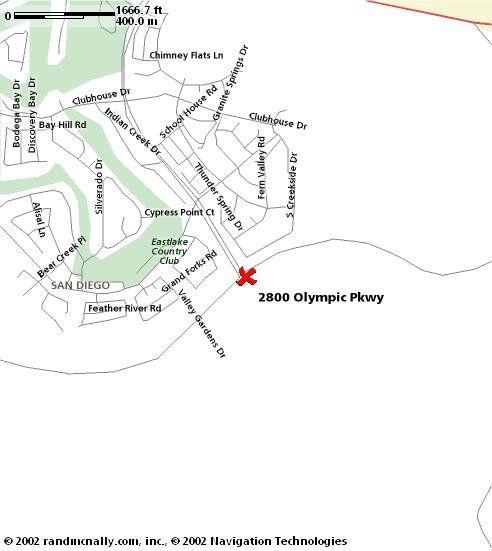 1666.7 ft
0
400.0 m
Chimney Flats Ln
Granite Springs Dr
Bodega Bay Dr
Discovery Bay Dr
Clubhouse Dr
School House Rd
Indian Creek Dr
Clubhouse Dr
Bay Hill Rd
Fern Valley Rd
S Creekside Dr
Silverado Dr
Thunder Spring Dr
Alisal Ln
Cypress Point Ct
Eastlake
Country
Club
Bear Creek Pl
Grand Forks Rd
SAN DIEGO
2800 Olympic Pkwy
Feather River Rd
Valley Gardens Dr
© 2002 randmcnally.com, inc., © 2002 Navigation Technologies